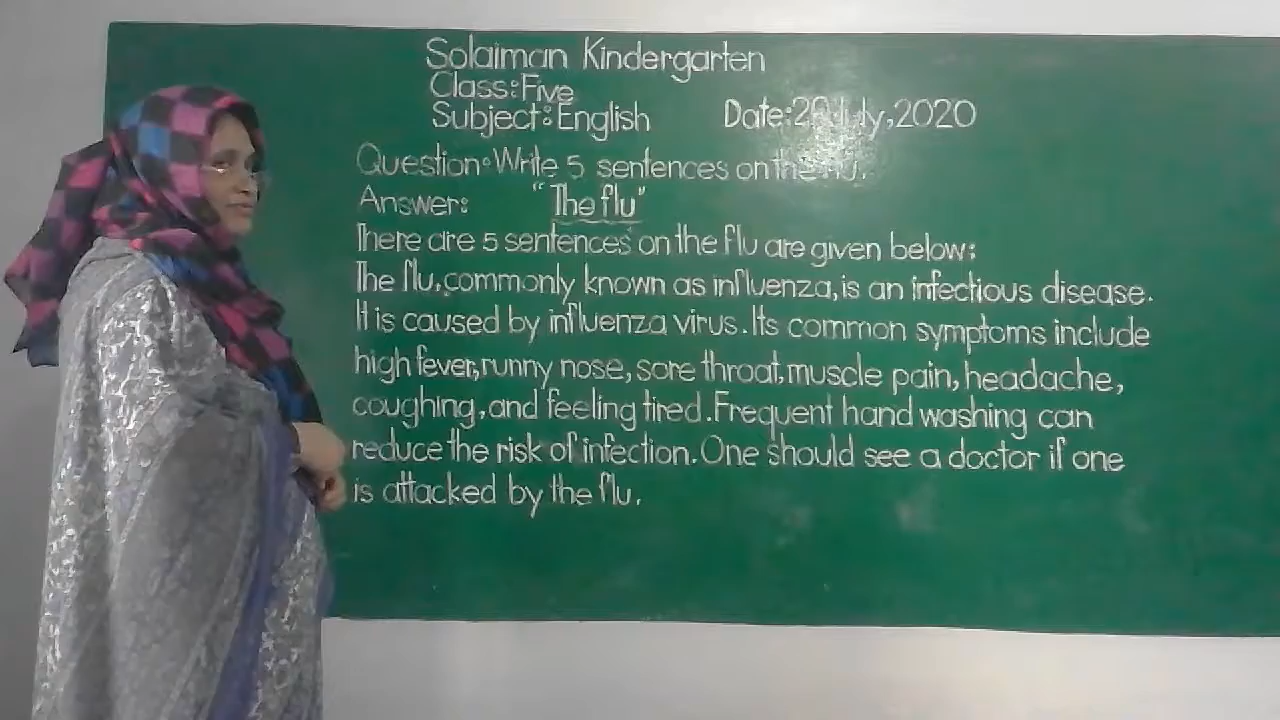 Solaiman Kindergarten
Class:Five
Subject:English Date: July,2020
Question:Write 5 sentences on the flu.
Answer: "The flu"
There are 5 sentences on the flu are given below:
The flu, commonly known as influenza, is an infectious disease.
It is caused by influenza virus. Its common symptoms include
high fever, runny nose, sore throat, muscle pain, headache,
coughing, and feeling tired. Frequent hand washing can
reduce the risk of infection. One should see a doctor if one
is attacked by the flu.